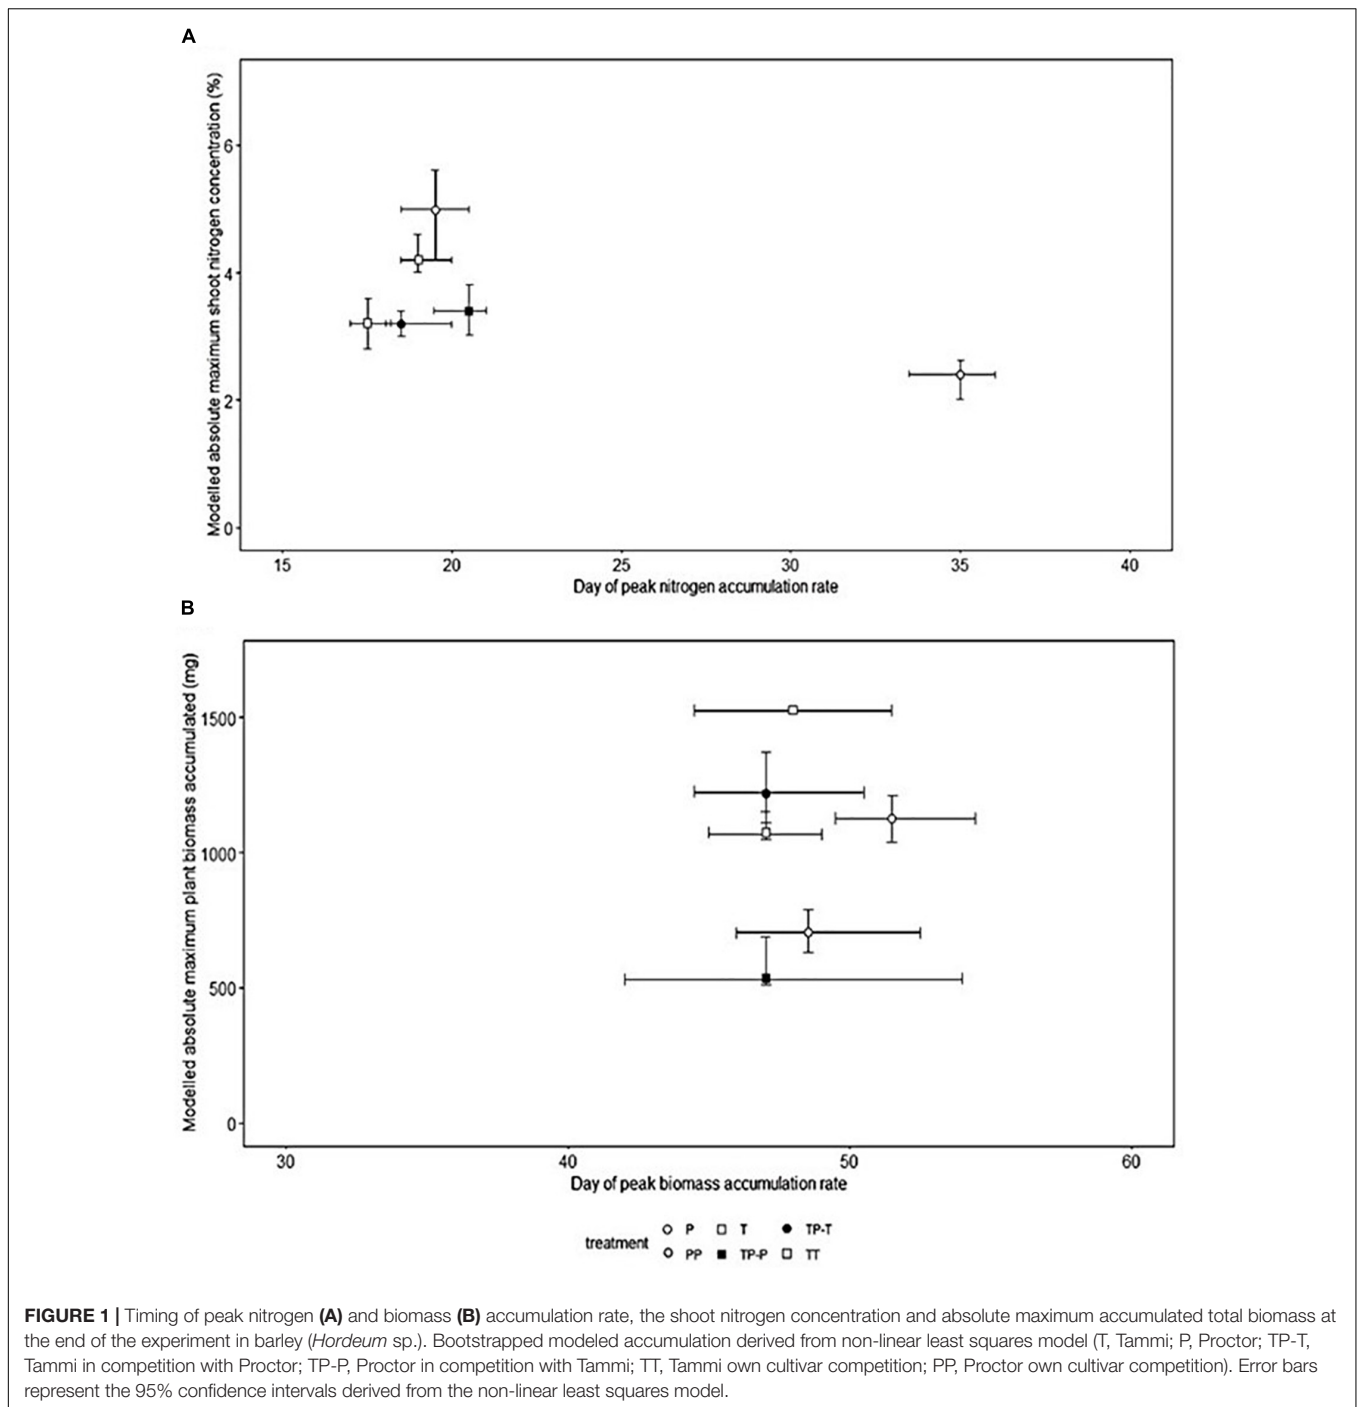 A
Modelled absolute maximum shoot nitrogen concentration (%)
6
4
2
0
15 20 25 30 35 40
Day of peak nitrogen accumulation rate
B
Modelled absolute maximum plant biomass accumulated (mg)
1500
1000
500
0
30 40 50 60
Day of peak biomass accumulation rate
treatment
P T TP-T
PP TP-P TT
FIGURE 1 | Timing of peak nitrogen (A) and biomass (B) accumulation rate, the shoot nitrogen concentration and absolute maximum accumulated total biomass at
the end of the experiment in barley (Hordeum sp.). Bootstrapped modeled accumulation derived from non-linear least squares model (T, Tammi; P, Proctor; TP-T,
Tammi in competition with Proctor; TP-P, Proctor in competition with Tammi; TT, Tammi own cultivar competition; PP, Proctor own cultivar competition). Error bars
represent the 95% confidence intervals derived from the non-linear least squares model.